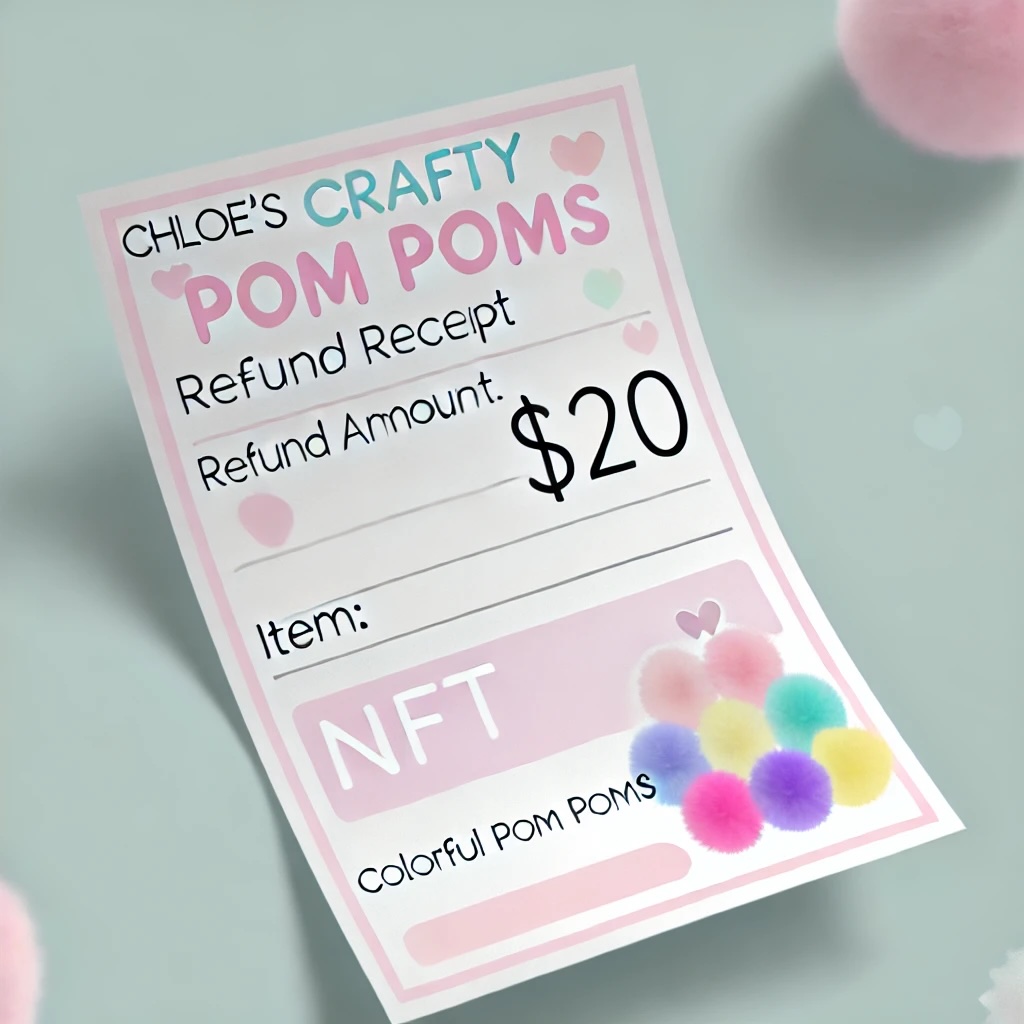 CHLOE'S CRAFTY
POM POMS
Refund Receipt
Refund Amount.
$20
Item:
NFT
Colorful Pom Poms